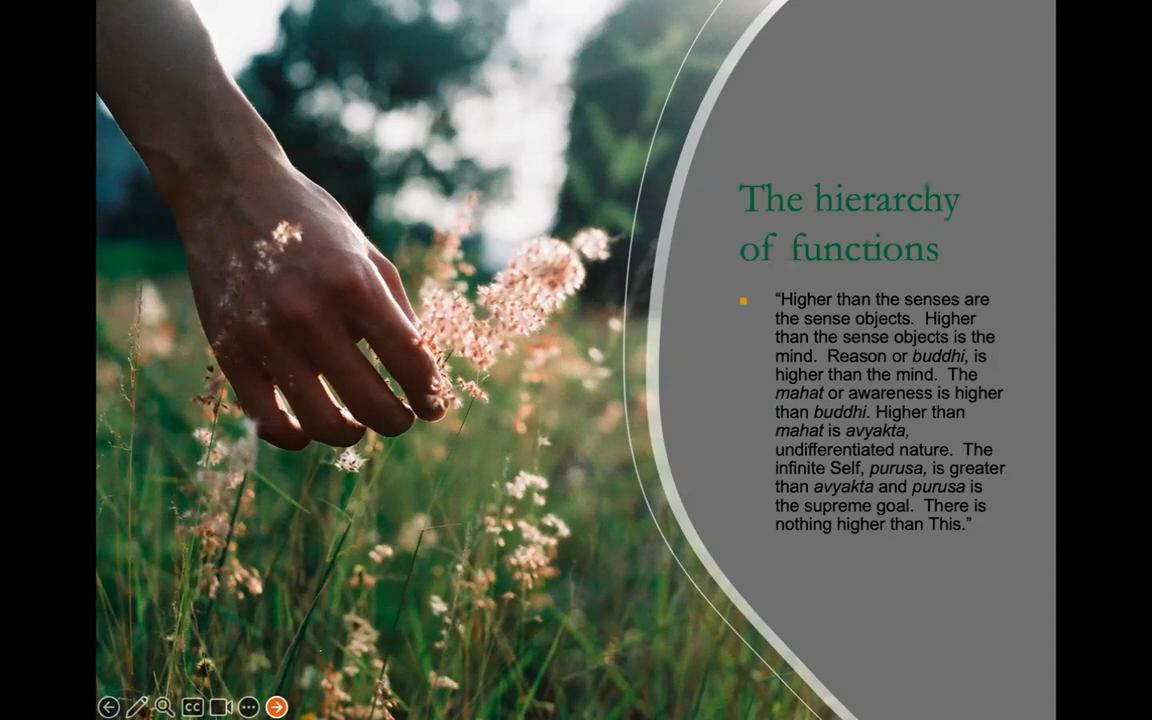 The hierarchy
of functions
“Higher than the senses are
the sense objects. Higher
than the sense objects is the
mind. Reason or buddhi, is
higher than the mind. The
mahat or awareness is higher
than buddhi. Higher than
mahat is avyakta,
undifferentiated nature. The
infinite Self, purusa, is greater
than avyakta and purusa is
the supreme goal. There is
nothing higher than This.”
CC